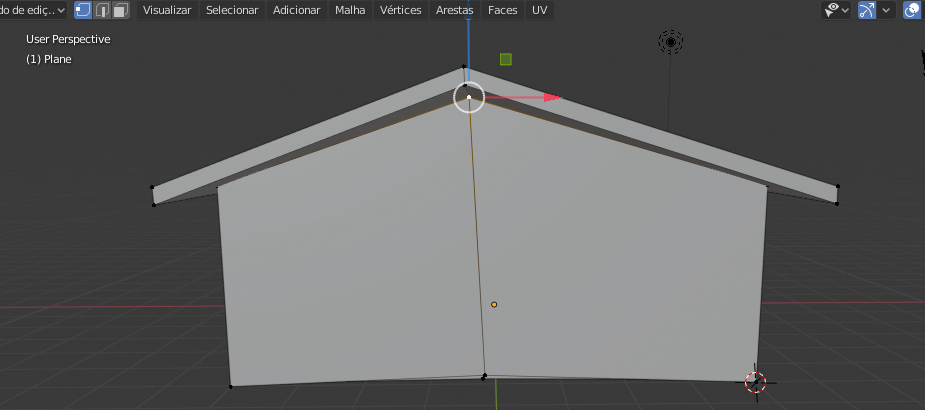 do de ediç... Visualizar Selecionar Adicionar Malha Vértices Arestas Faces UV
User Perspective
(1) Plane